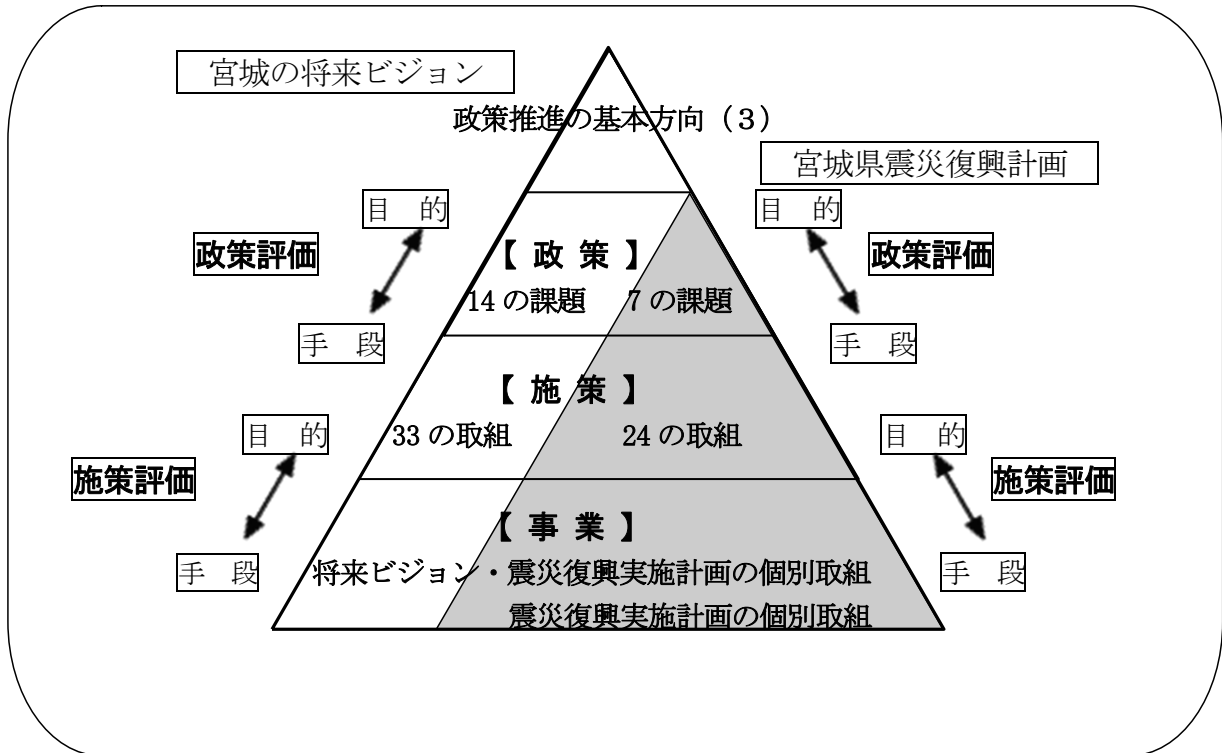 宮城の将来ビジョン
政策推進の基本方向（３）
宮城県震災復興計画
目　的
目　的
政策評価
【 政 策 】
政策評価
14 の課題
7 の課題
手　段
手　段
【 施 策 】
目　的
33 の取組
24 の取組
目　的
施策評価
施策評価
【 事 業 】
手　段
将来ビジョン・震災復興実施計画の個別取組
手　段
震災復興実施計画の個別取組